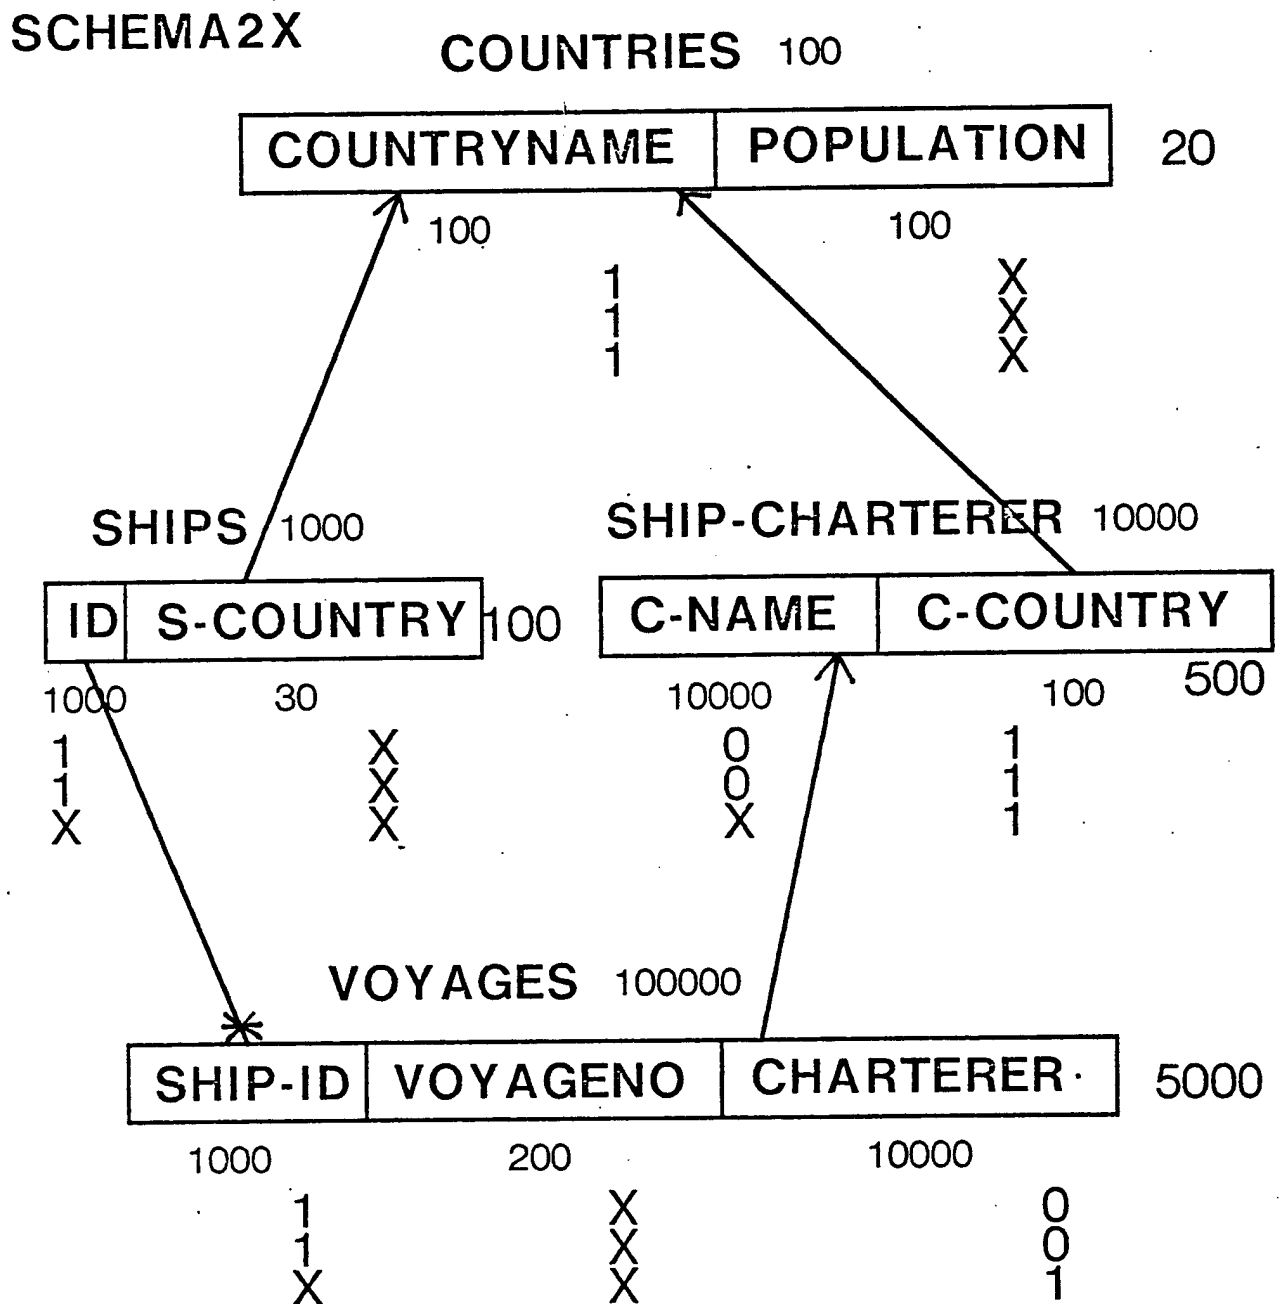 SCHEMA2X
COUNTRIES 100
COUNTRYNAME POPULATION 20
100 100
1 X
1 X
1 X
SHIPS 1000 SHIP-CHARTERER 10000
ID S-COUNTRY 100 C-NAME C-COUNTRY
500
1000 30 10000 100
1 X 0 1
1 X 0 1
X X X 1
VOYAGES 100000
SHIP-ID VOYAGENO CHARTERER 5000
1000 200 10000
1 X 0
1 X 0
X X 1